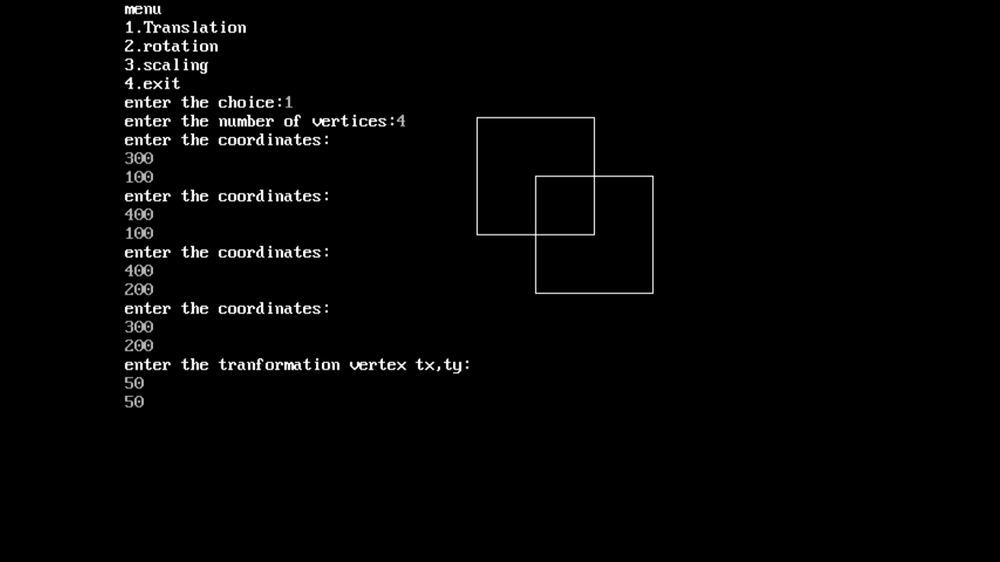 menu
1.Translation
2.rotation
3.scaling
4.exit
enter the choice:1
enter the number of vertices:4
enter the coordinates:
300
100
enter the coordinates:
400
100
enter the coordinates:
400
200
enter the coordinates:
300
200
enter the tranformation vertex tx,ty:
50
50